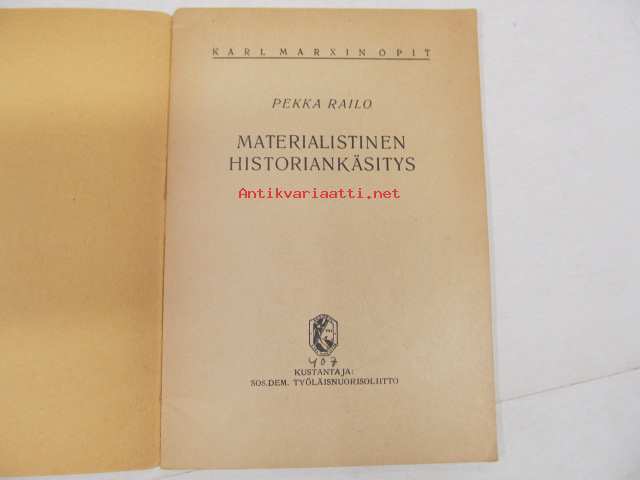 KARL MARXIN OPIT
PEKKA RAILO
MATERIALISTINEN
HISTORIANKÄSITYS
Antikvariaatti.net
407
KUSTANTAJA:
SOS.DEM. TYÖLÄISNUORISOLIITTO